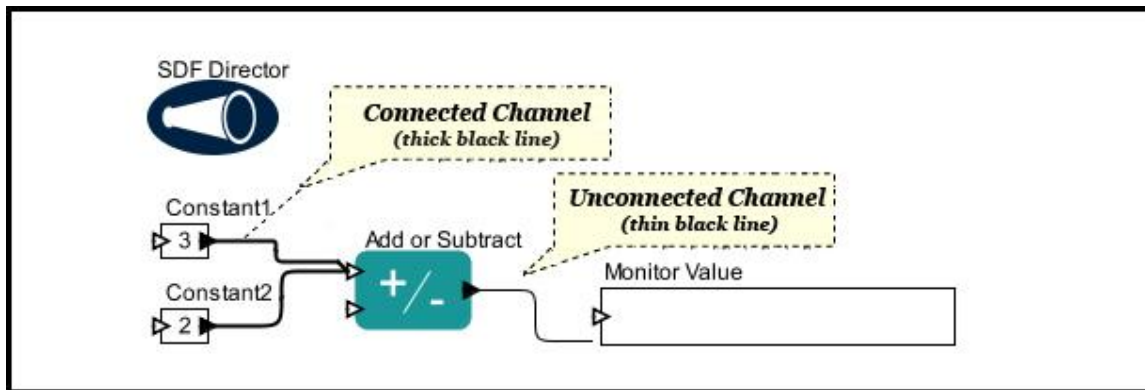 SDF Director
Connected Channel
(thick black line)
Unconnected Channel
(thin black line)
Constant1
3
Add or Subtract
+/-
Monitor Value
Constant2
2